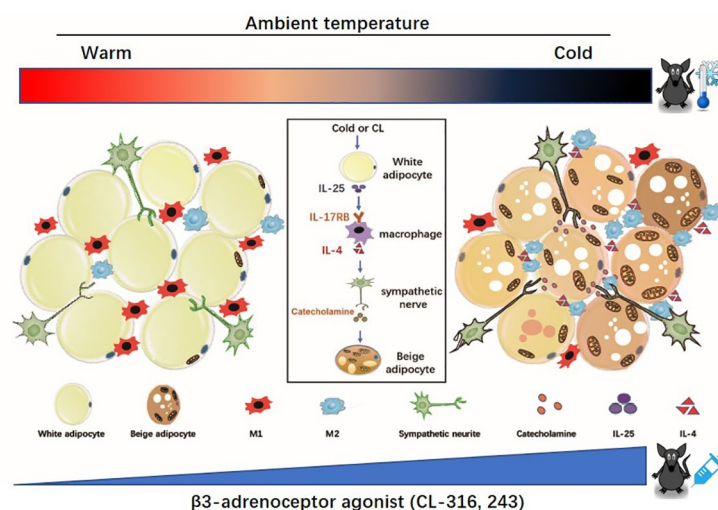 Ambient temperature
Warm
Cold
Cold or CL
White
adipocyte
IL-25
IL-17RB
macrophage
IL-4
sympathetic
nerve
Catecholamine
Beige
adipocyte
White adipocyte
Beige adipocyte
M1
M2
Sympathetic neurite
Catecholamine
IL-25
IL-4
β3-adrenoceptor agonist (CL-316, 243)